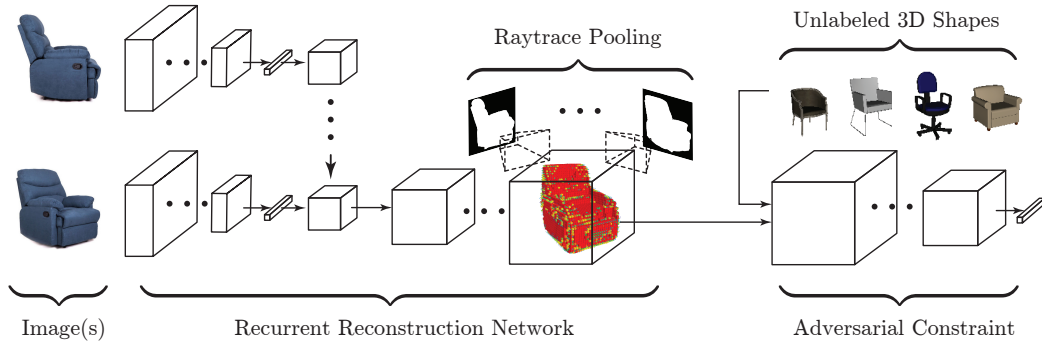 Raytrace Pooling
Unlabeled 3D Shapes
Image(s)
Recurrent Reconstruction Network
Adversarial Constraint